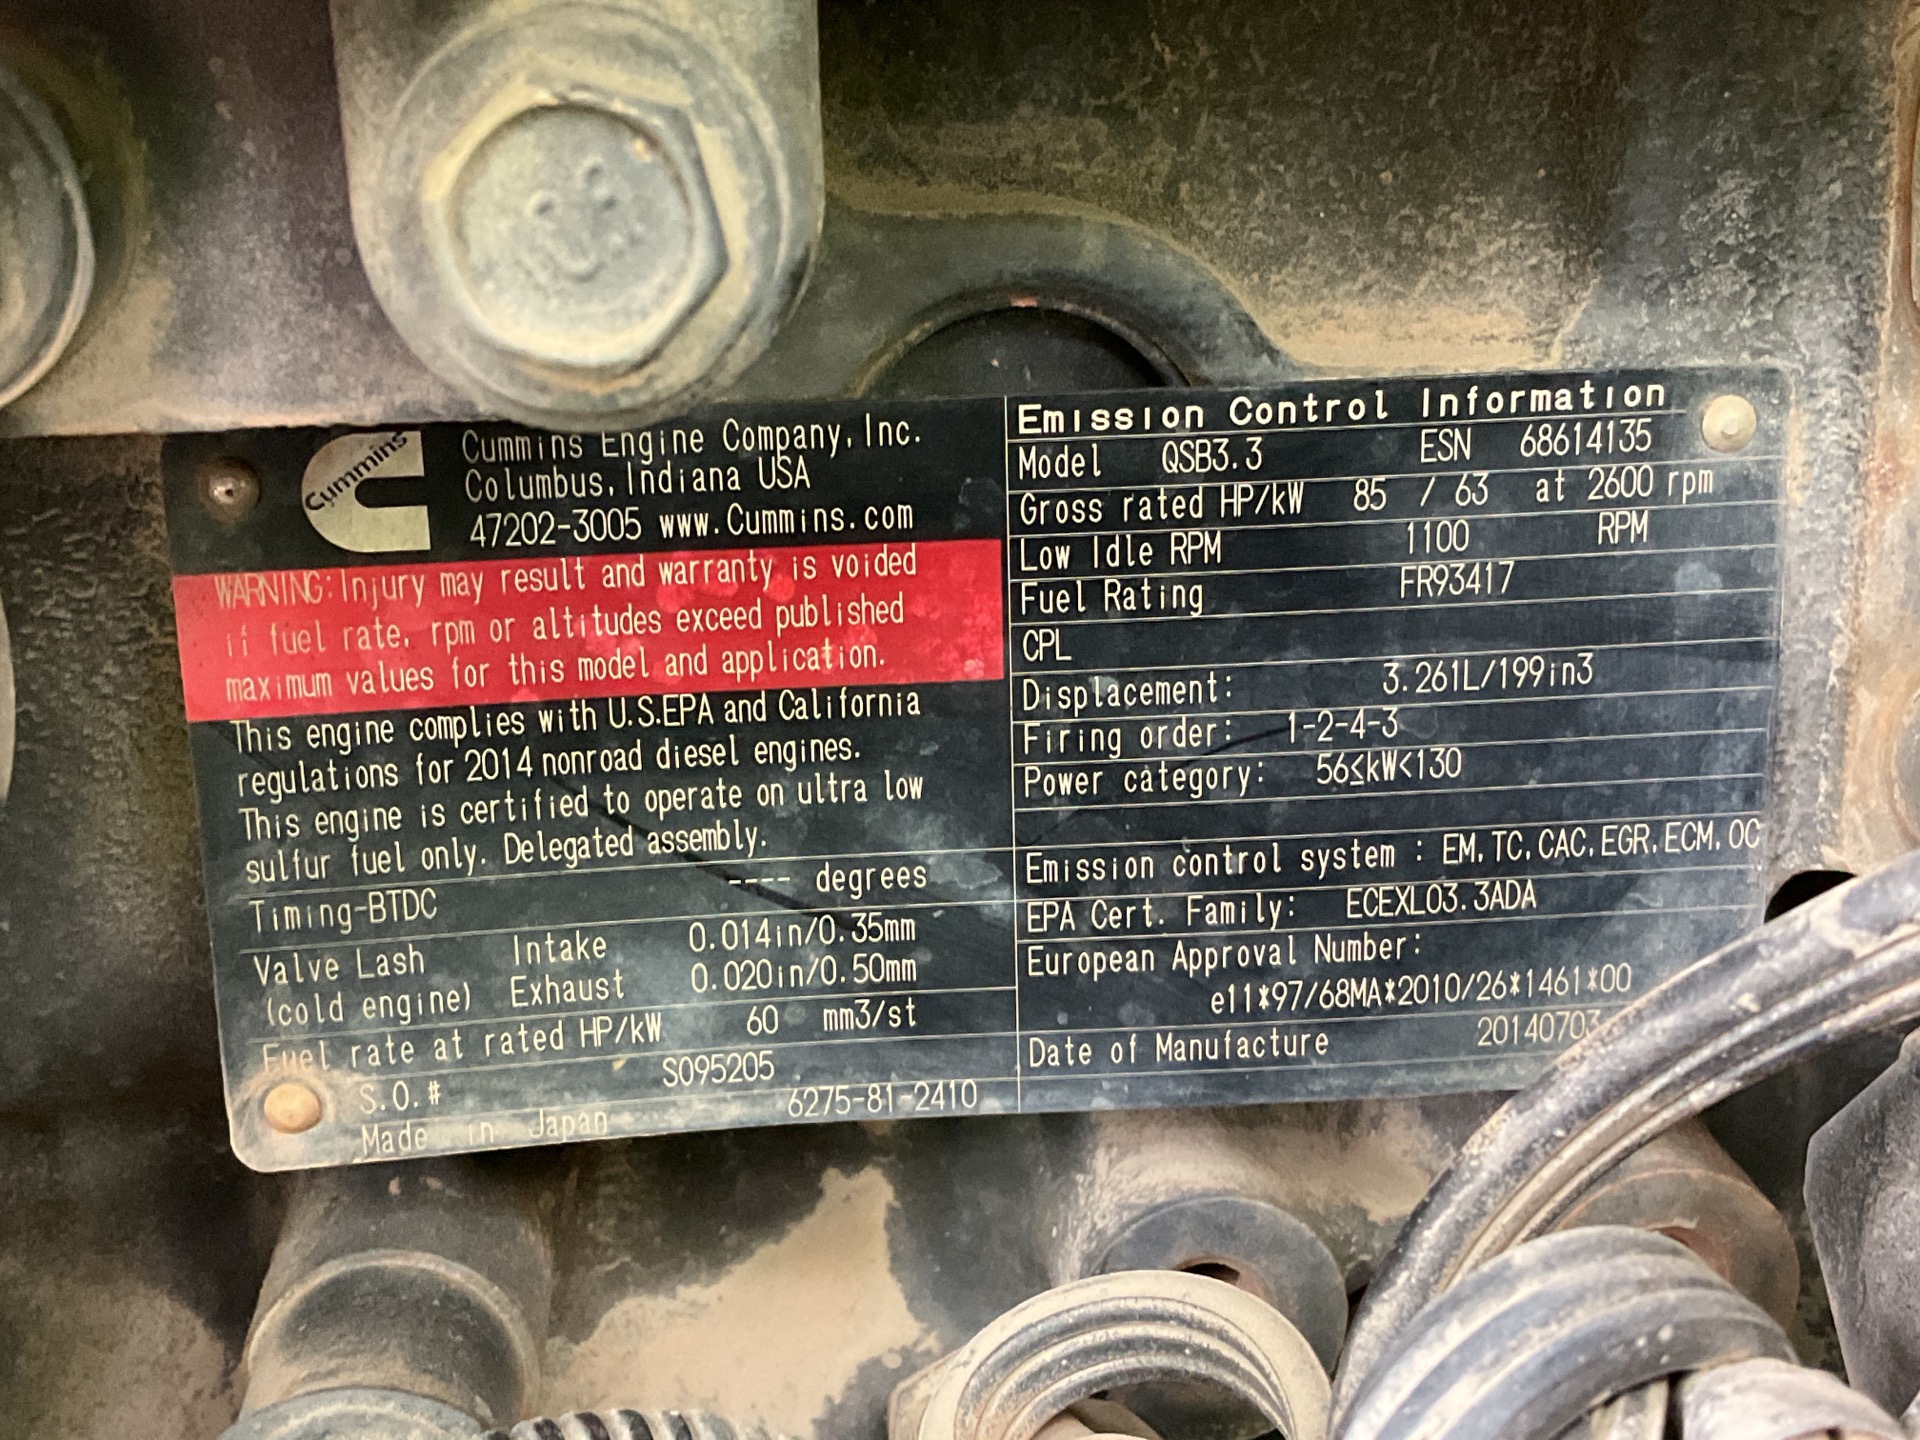 Cummins
Cummins Engine Company, Inc.
Columbus, Indiana USA
47202-3005 www.Cummins.com
WARNING: Injury may result and warranty is voided
if fuel rate, rpm or altitudes exceed published
maximum values for this model and application.
This engine complies with U.S.EPA and California
regulations for 2014 nonroad diesel engines.
This engine is certified to operate on ultra low
sulfur fuel only. Delegated assembly.
Timing-BTDC ---- degrees
Valve Lash Intake 0.014in/0.35mm
(cold engine) Exhaust 0.020in/0.50mm
Fuel rate at rated HP/kW 60 mm3/st
S.O.# SO95205
Made in Japan 6275-81-2410
Emission Control Information
Model QSB3.3 ESN 68614135
Gross rated HP/kW 85 / 63 at 2600 rpm
Low Idle RPM 1100 RPM
Fuel Rating FR93417
CPL
Displacement: 3.261L/199in3
Firing order: 1-2-4-3
Power category: 56≤kW<130
Emission control system : EM, TC, CAC, EGR, ECM, OC
EPA Cert. Family: ECEXL03.3ADA
European Approval Number:
e11*97/68MA*2010/26*1461*00
Date of Manufacture 20140703